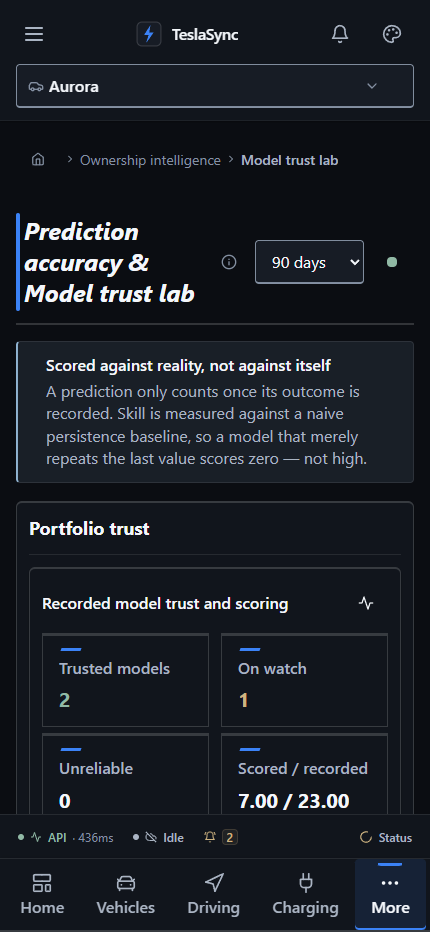 TeslaSync
Aurora
Ownership intelligence
Model trust lab
Prediction
accuracy &
Model trust lab
90 days
Scored against reality, not against itself
A prediction only counts once its outcome is
recorded. Skill is measured against a naive
persistence baseline, so a model that merely
repeats the last value scores zero — not high.
Portfolio trust
Recorded model trust and scoring
Trusted models
2
On watch
1
Unreliable
0
Scored / recorded
7.00 / 23.00
API · 436ms
Idle
2
Status
Home
Vehicles
Driving
Charging
More